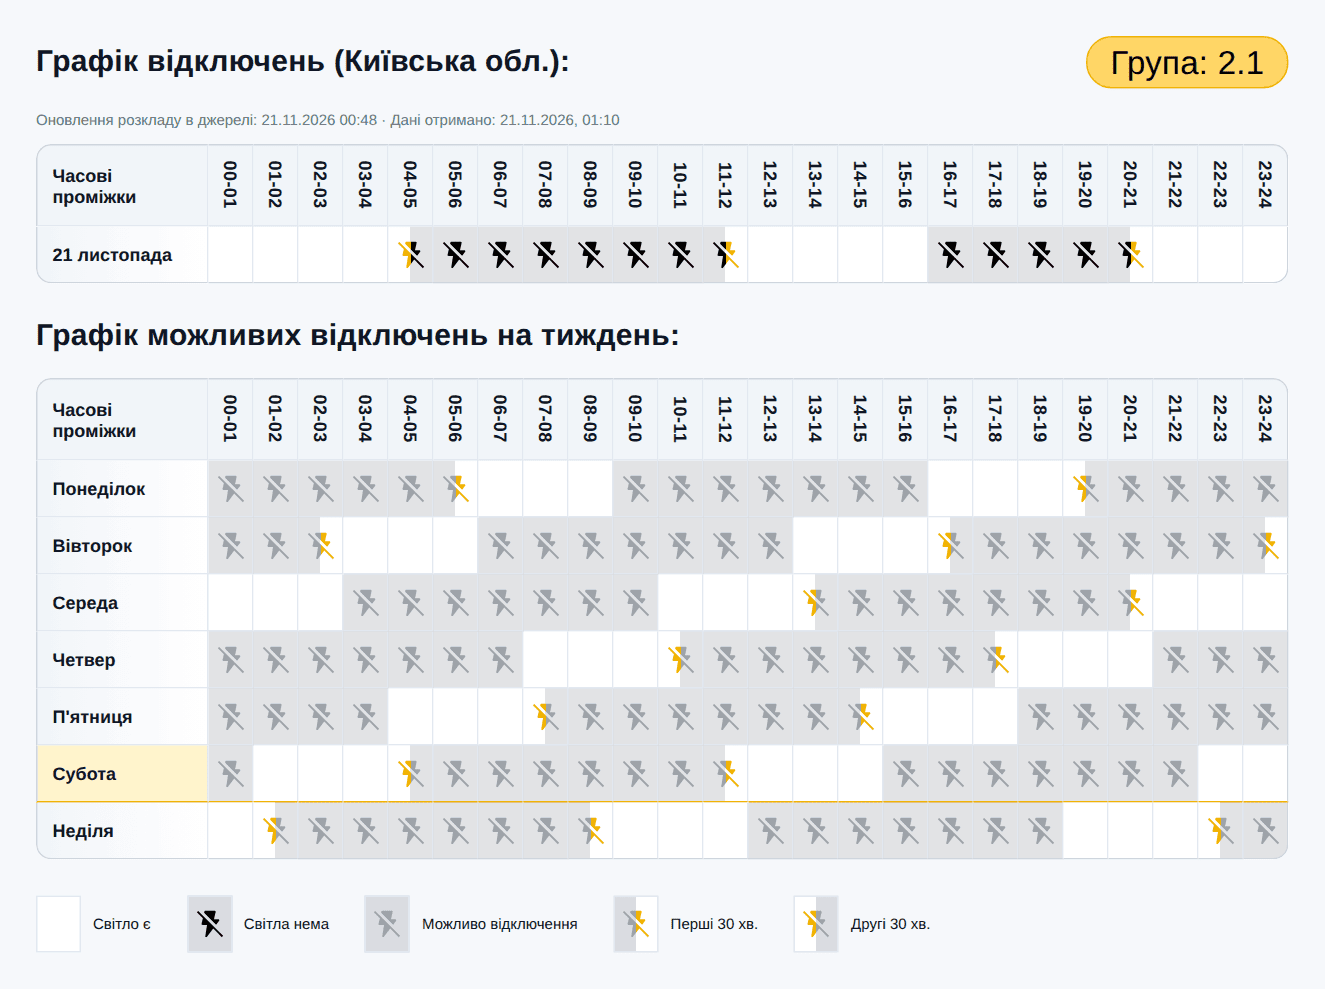 Графік відключень (Київська обл.):
Група: 2.1
Оновлення розкладу в джерелі: 21.11.2026 00:48 · Дані отримано: 21.11.2026, 01:10
Часові проміжки 00-01 01-02 02-03 03-04 04-05 05-06 06-07 07-08 08-09 09-10 10-11 11-12 12-13 13-14 14-15 15-16 16-17 17-18 18-19 19-20 20-21 21-22 22-23 23-24
21 листопада
Графік можливих відключень на тиждень:
Часові проміжки 00-01 01-02 02-03 03-04 04-05 05-06 06-07 07-08 08-09 09-10 10-11 11-12 12-13 13-14 14-15 15-16 16-17 17-18 18-19 19-20 20-21 21-22 22-23 23-24
Понеділок
Вівторок
Середа
Четвер
П'ятниця
Субота
Неділя
Світло є Світла нема Можливо відключення Перші 30 хв. Другі 30 хв.